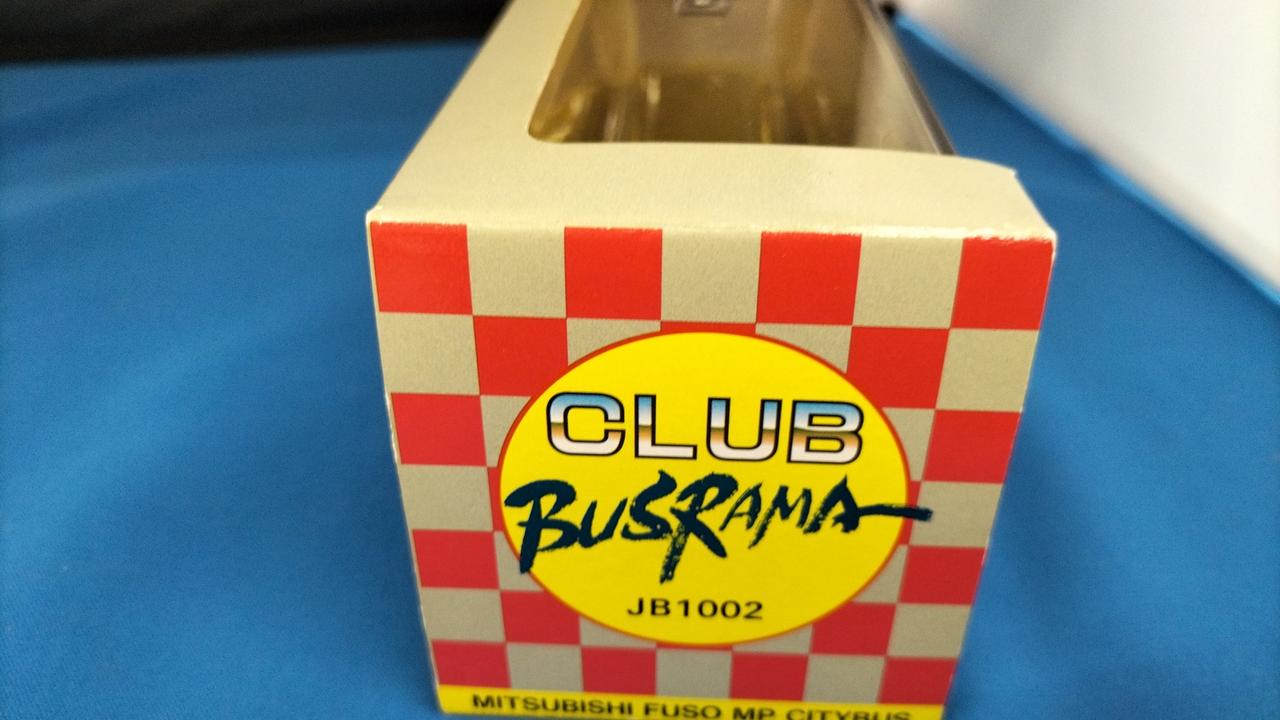 CLUB
BUSRAMA
JB1002
MITSUBISHI FUSO MP CITYBUS